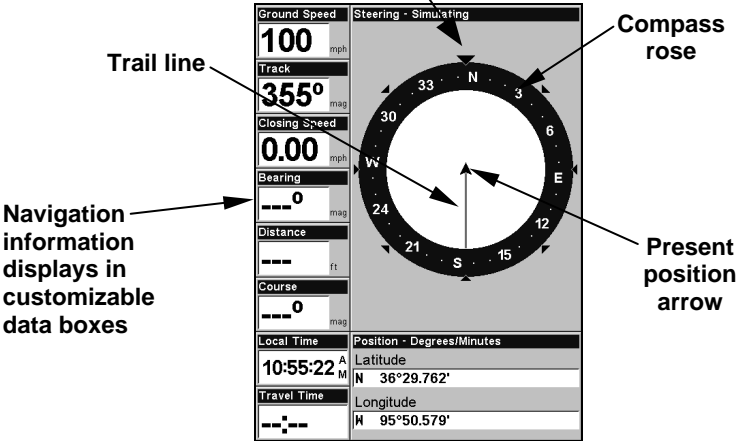 Ground Speed
100 mph
Track
355º mag
Closing Speed
0.00 mph
Bearing
---º mag
Distance
--- ft
Course
---º mag
Local Time
10:55:22 AM
Travel Time
--:--
Steering - Simulating
N
3
6
E
12
15
S
21
24
W
30
33
Position - Degrees/Minutes
Latitude
N 36°29.762'
Longitude
W 95°50.579'
Trail line
Compass
rose
Navigation
information
displays in
customizable
data boxes
Present
position
arrow